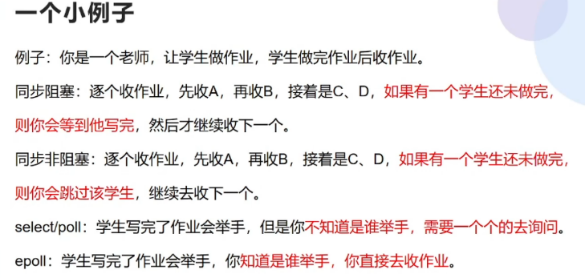 一个小例子
例子：你是一个老师，让学生做作业，学生做完作业后收作业。
同步阻塞：逐个收作业，先收A，再收B，接着是C、D，如果有一个学生还未做完，
则你会等到他写完，然后才继续收下一个。
同步非阻塞：逐个收作业，先收A，再收B，接着是C、D，如果有一个学生还未做完，
则你会跳过该学生，继续去收下一个。
select/poll：学生写完了作业会举手，但是你不知道是谁举手，需要一个个的去询问。
epoll：学生写完了作业会举手，你知道是谁举手，你直接去收作业。